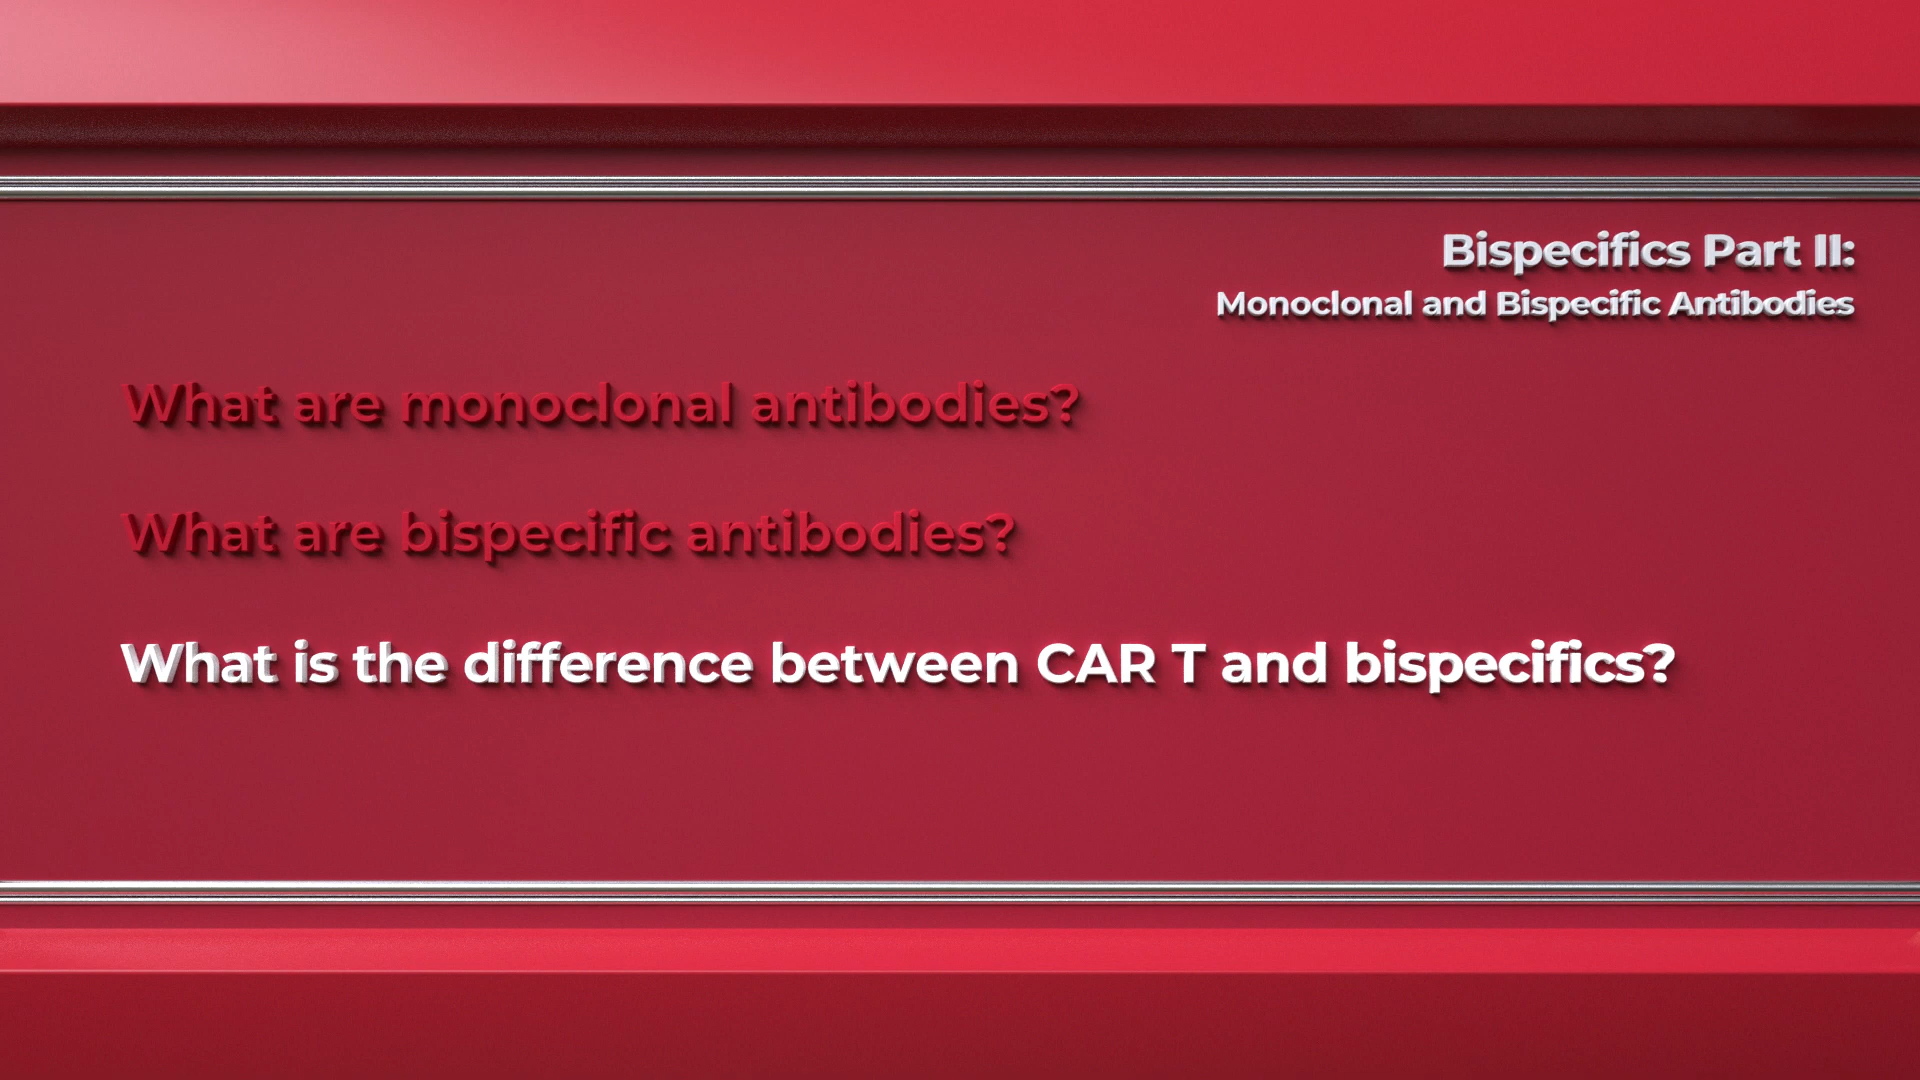 Bispecifics Part II:
Monoclonal and Bispecific Antibodies
What are monoclonal antibodies?
What are bispecific antibodies?
What is the difference between CAR T and bispecifics?